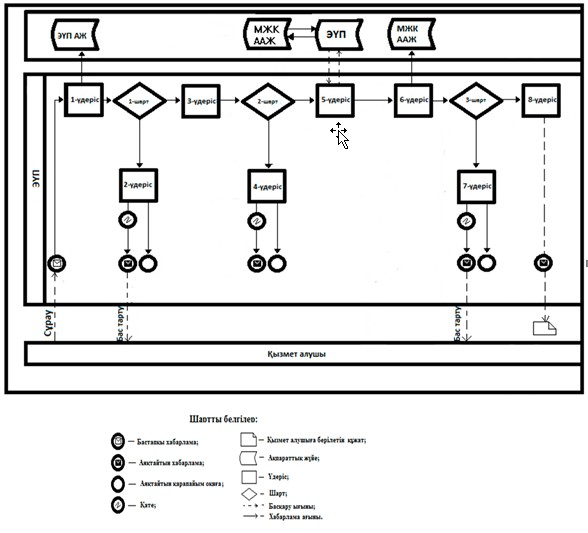 ЭҮП АЖ
МЖК
ААЖ
ЭҮП
МЖК
ААЖ
ЭҮП
1-үдеріс
1-шарт
3-үдеріс
2-шарт
5-үдеріс
6-үдеріс
3-шарт
8-үдеріс
2-үдеріс
4-үдеріс
7-үдеріс
Сұрау
Бас тарту
Бас тарту
Қызмет алушы
Шартты белгілер:
— Бастапқы хабарлама;
— Аяқтайтын хабарлама;
— Аяқтайтын қарапайым оқиға;
— Қате;
— Қызмет алушыға берілетін құжат;
— Ақпараттық жүйе;
— Үдеріс;
— Шарт;
— Басқару ағыны;
— Хабарлама ағыны.